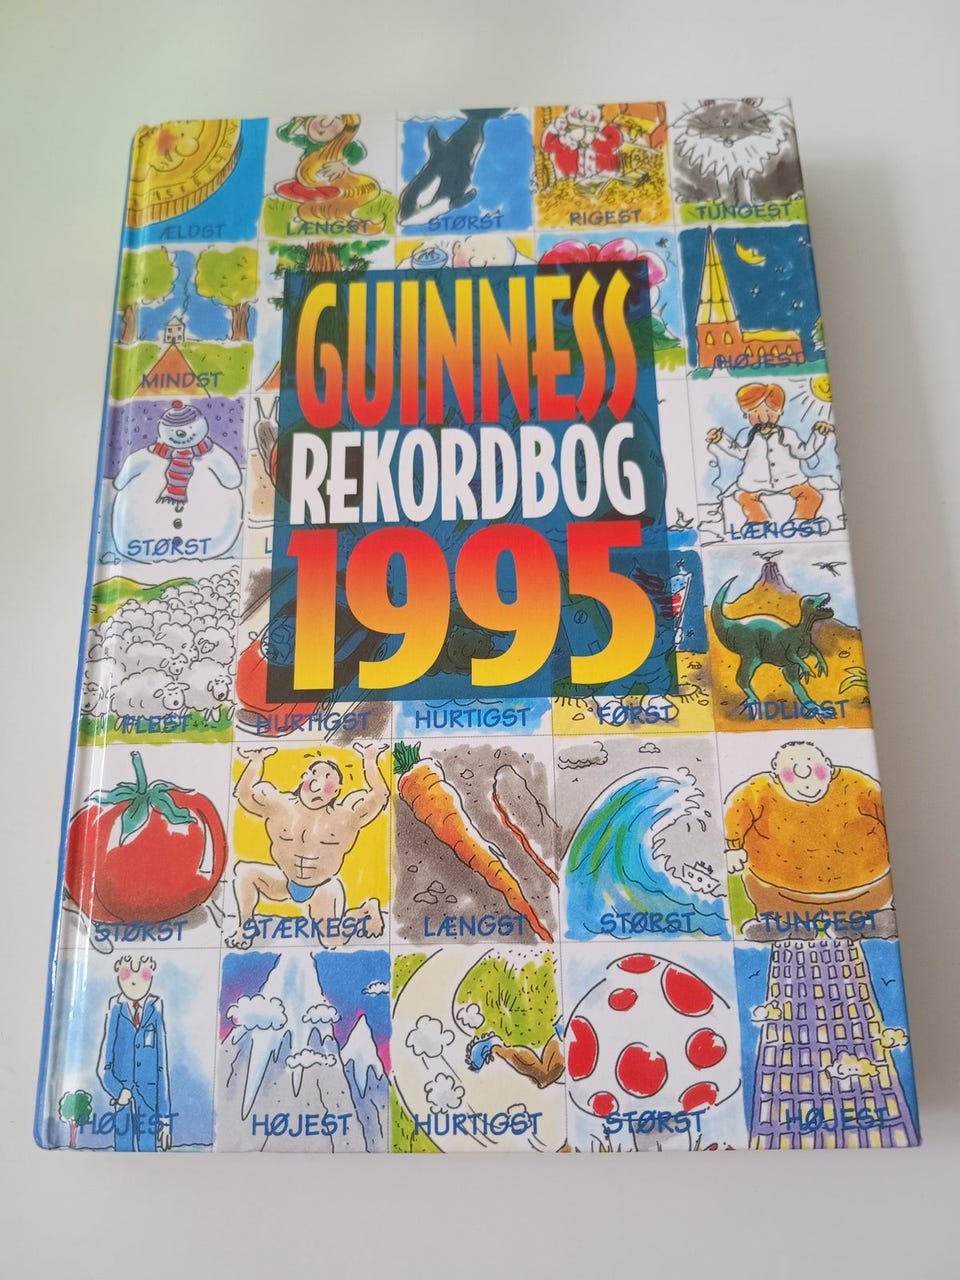 ÆLDST
LÆNGST
STØRST
RIGEST
TUNGEST
MINDST
HØJEST
GUINNESS
REKORDBOG
1995
STØRST
LÆNGST
FLEST
HURTIGST
HURTIGST
FØRST
TIDLIGST
STØRST
STÆRKEST
LÆNGST
STØRST
TUNGEST
HØJEST
HØJEST
HURTIGST
STØRST
HØJEST